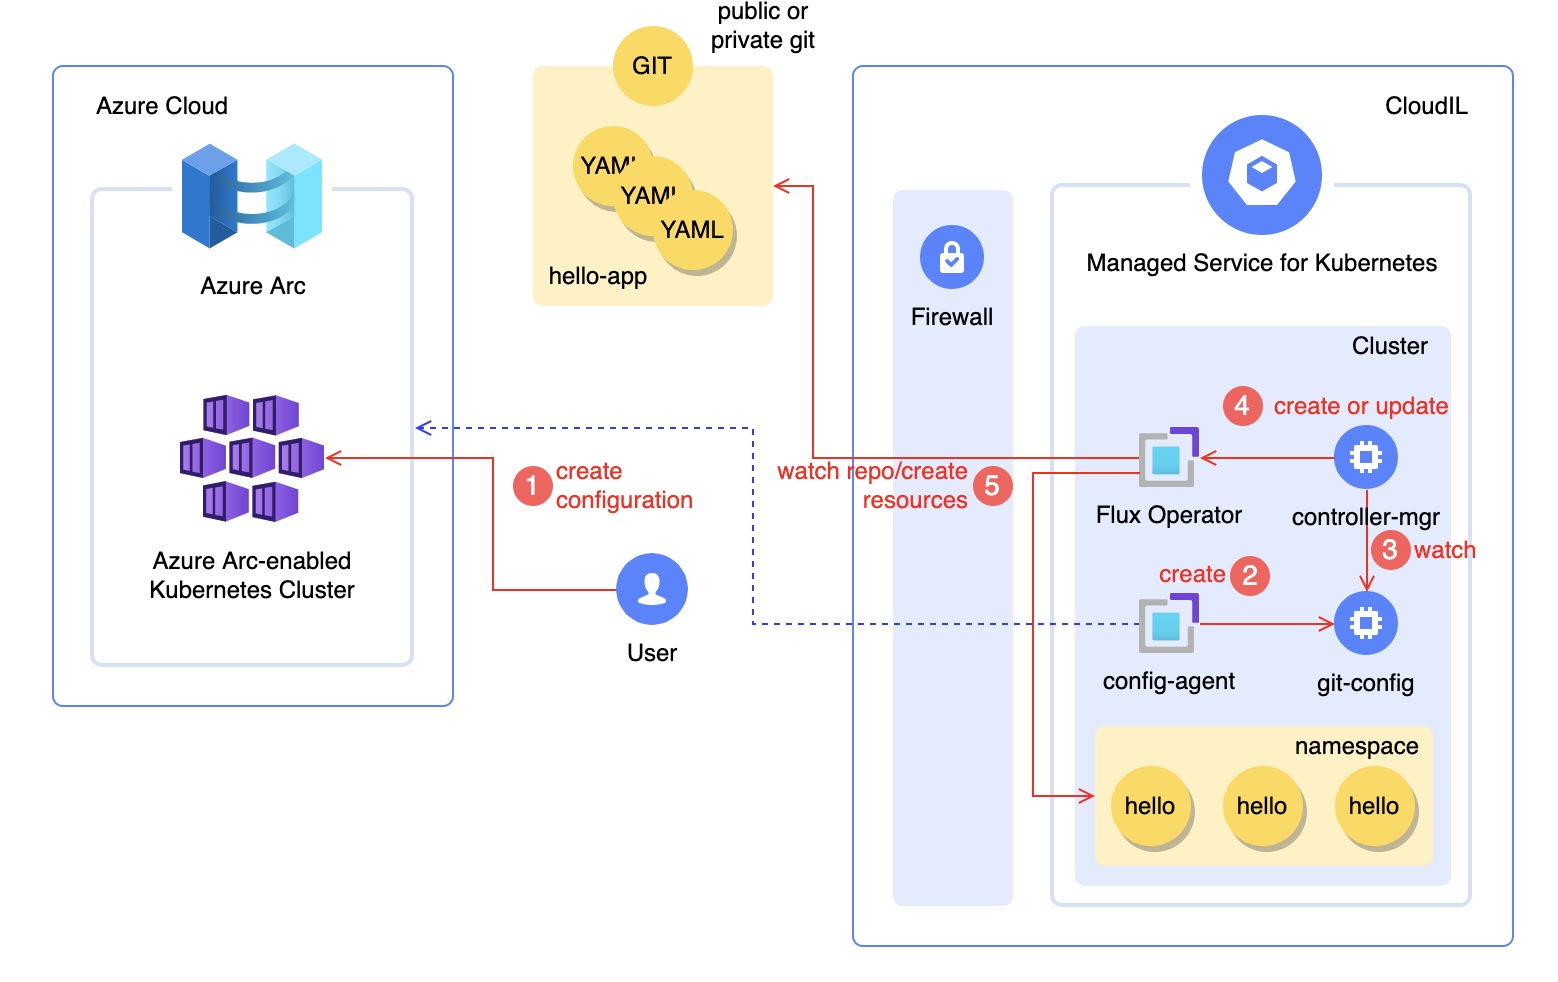 public or
private git
GIT
Azure Cloud
CloudIL
YAML
YAML
YAML
hello-app
Azure Arc
Managed Service for Kubernetes
Firewall
Cluster
4 create or update
1 create
configuration
watch repo/create
resources 5
Flux Operator
controller-mgr
3 watch
Azure Arc-enabled
Kubernetes Cluster
create 2
User
config-agent
git-config
namespace
hello
hello
hello